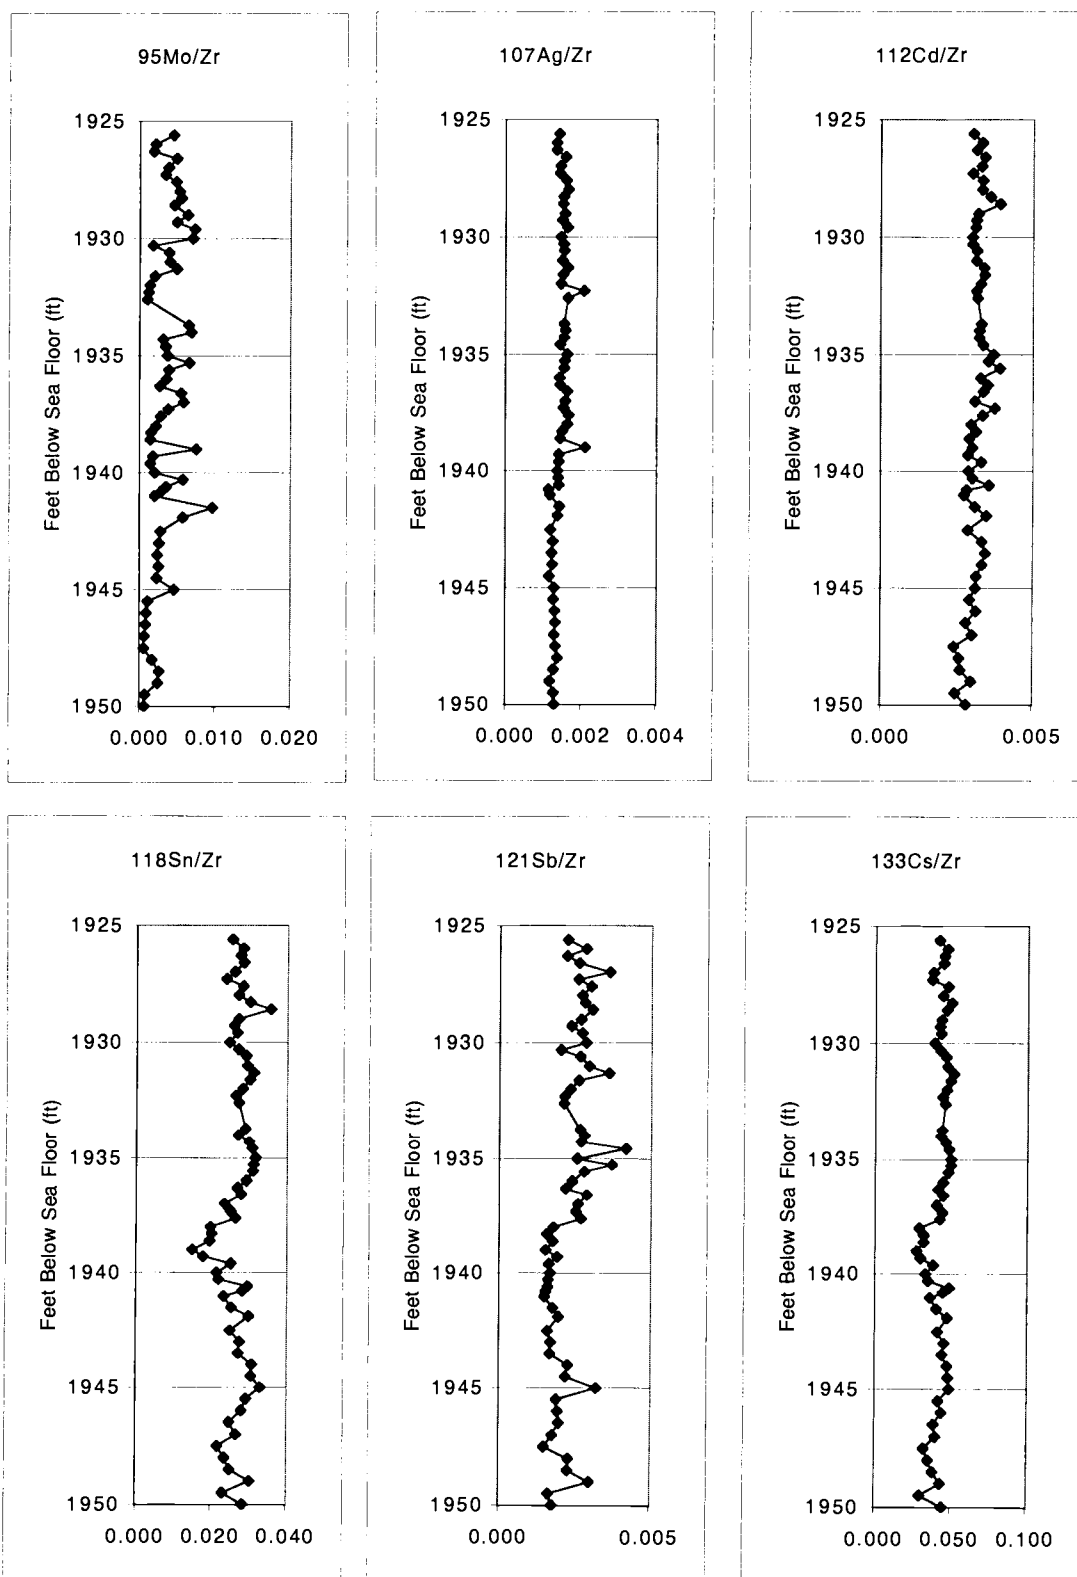 95Mo/Zr
Feet Below Sea Floor (ft)
1925
1930
1935
1940
1945
1950
0.000 0.010 0.020
107Ag/Zr
Feet Below Sea Floor (ft)
1925
1930
1935
1940
1945
1950
0.000 0.002 0.004
112Cd/Zr
Feet Below Sea Floor (ft)
1925
1930
1935
1940
1945
1950
0.000 0.005
118Sn/Zr
Feet Below Sea Floor (ft)
1925
1930
1935
1940
1945
1950
0.000 0.020 0.040
121Sb/Zr
Feet Below Sea Floor (ft)
1925
1930
1935
1940
1945
1950
0.000 0.005
133Cs/Zr
Feet Below Sea Floor (ft)
1925
1930
1935
1940
1945
1950
0.000 0.050 0.100